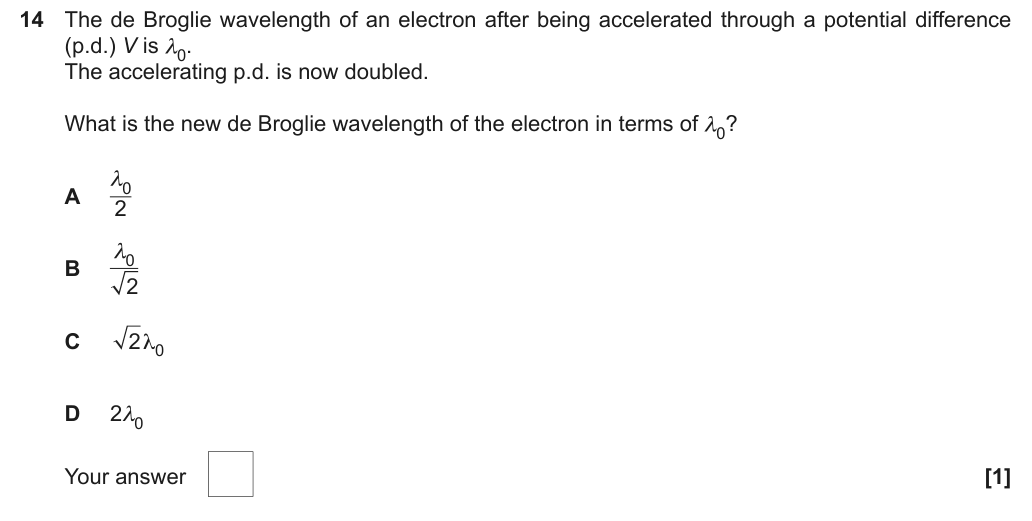 14 The de Broglie wavelength of an electron after being accelerated through a potential difference
(p.d.) V is λ₀.
The accelerating p.d. is now doubled.
What is the new de Broglie wavelength of the electron in terms of λ₀?
A λ₀/2
B λ₀/√2
C √2λ₀
D 2λ₀
Your answer [1]